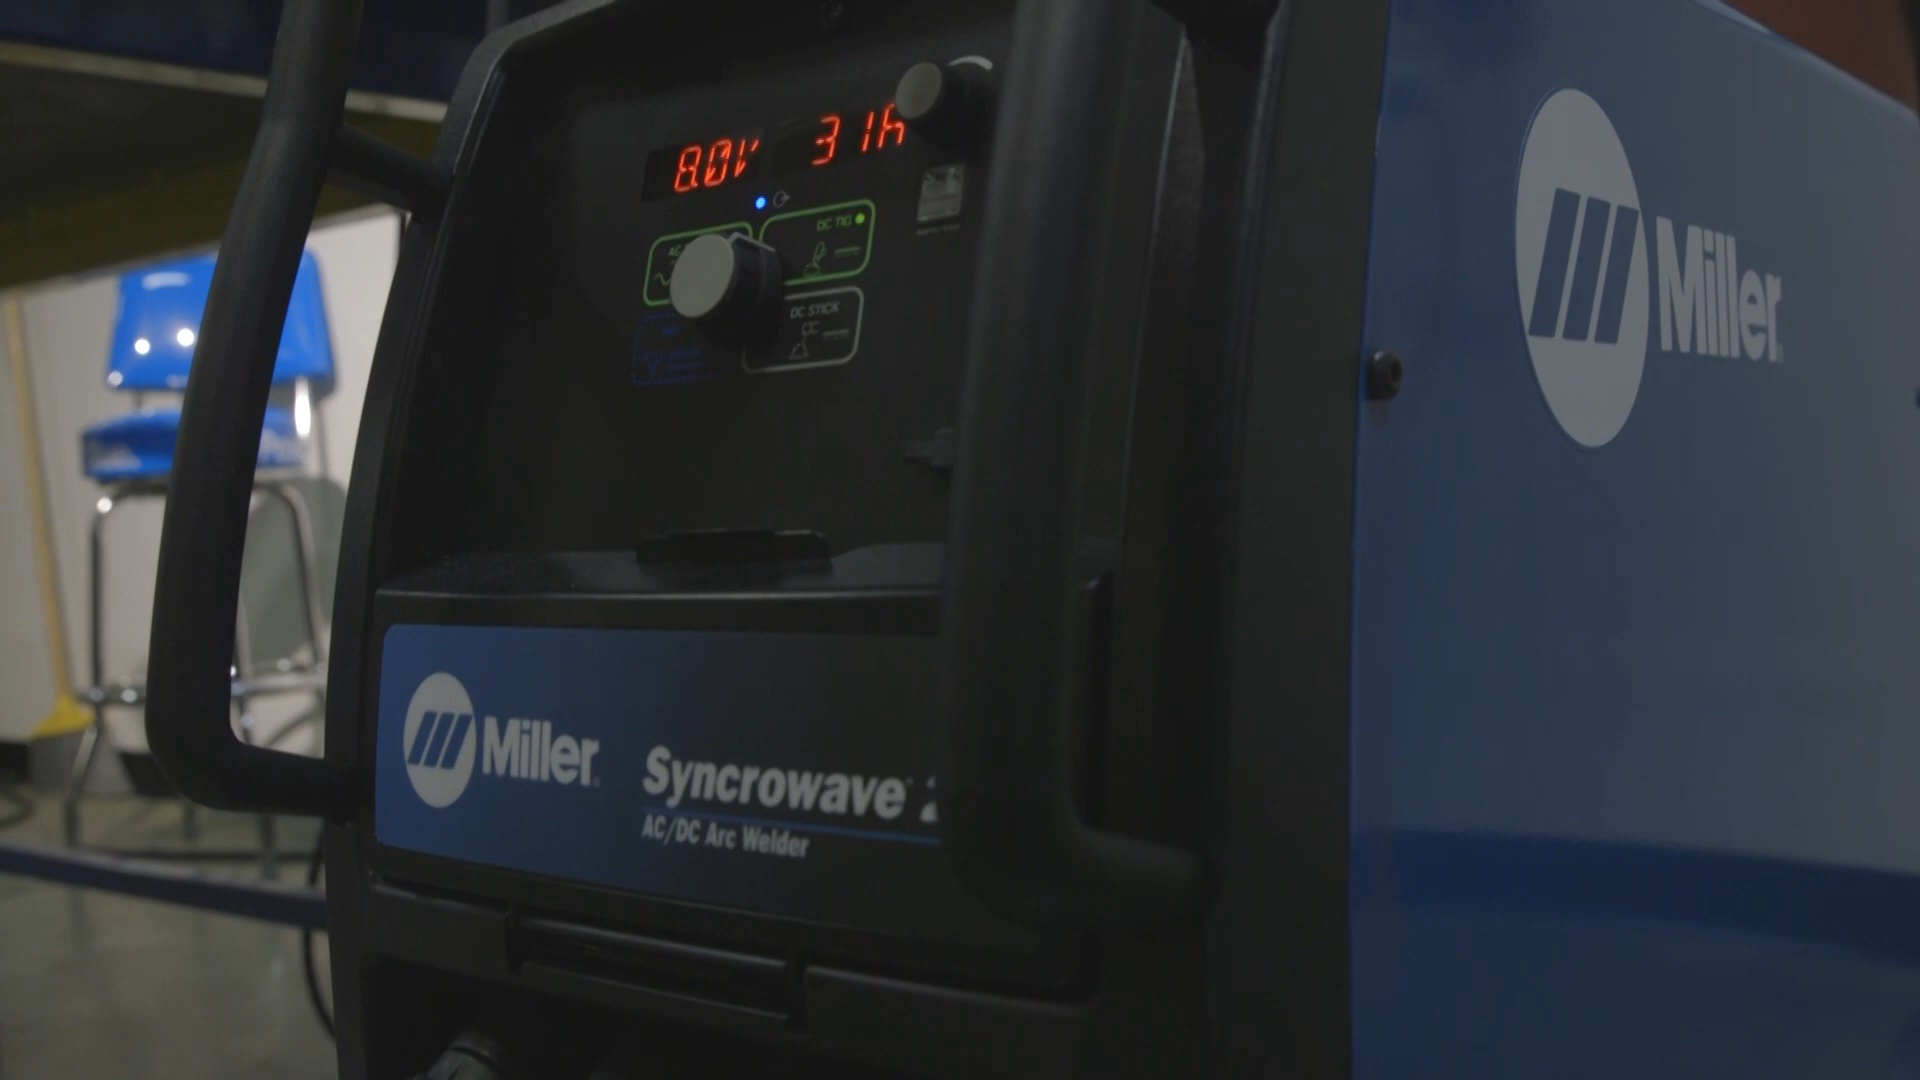 8.0V 31A
DC TIG
DC STICK
Miller
Miller
Syncrowave
AC/DC Arc Welder